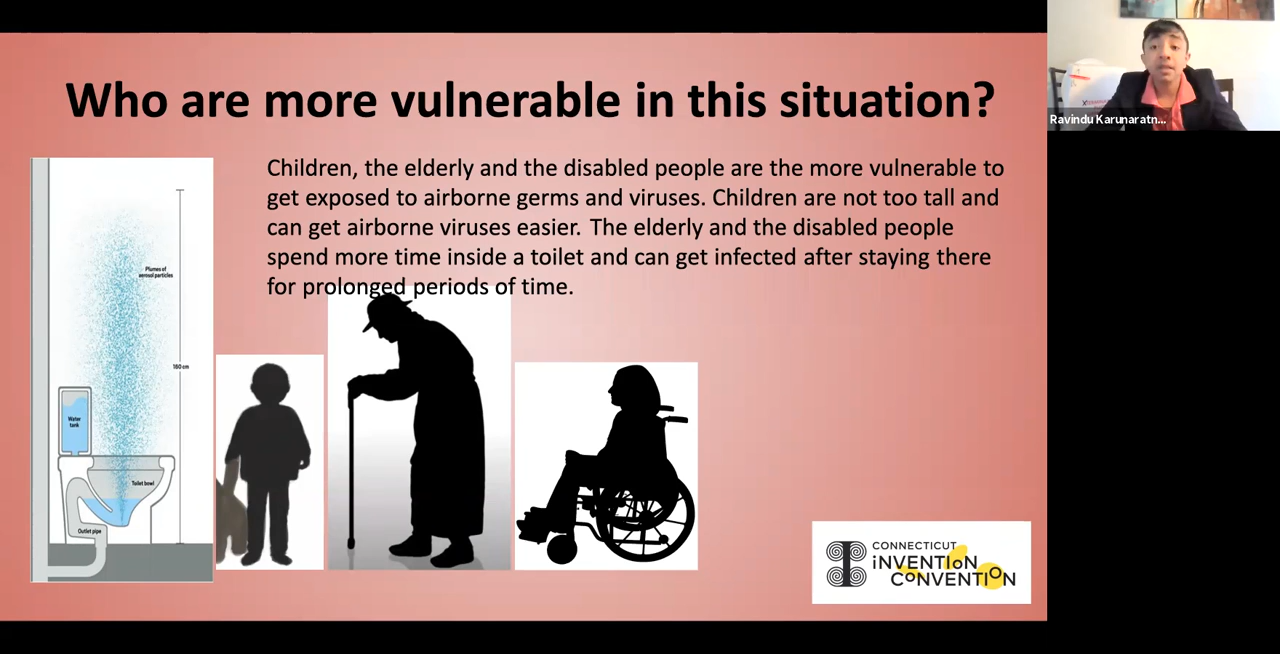 Who are more vulnerable in this situation?
Ravindu Karunaratn...
Children, the elderly and the disabled people are the more vulnerable to
get exposed to airborne germs and viruses. Children are not too tall and
can get airborne viruses easier. The elderly and the disabled people
spend more time inside a toilet and can get infected after staying there
for prolonged periods of time.
Plumes of
aerosol particles
160 cm
Water
tank
Toilet bowl
Outlet pipe
CONNECTICUT
iNVENTIoN
CoNVENTIoN